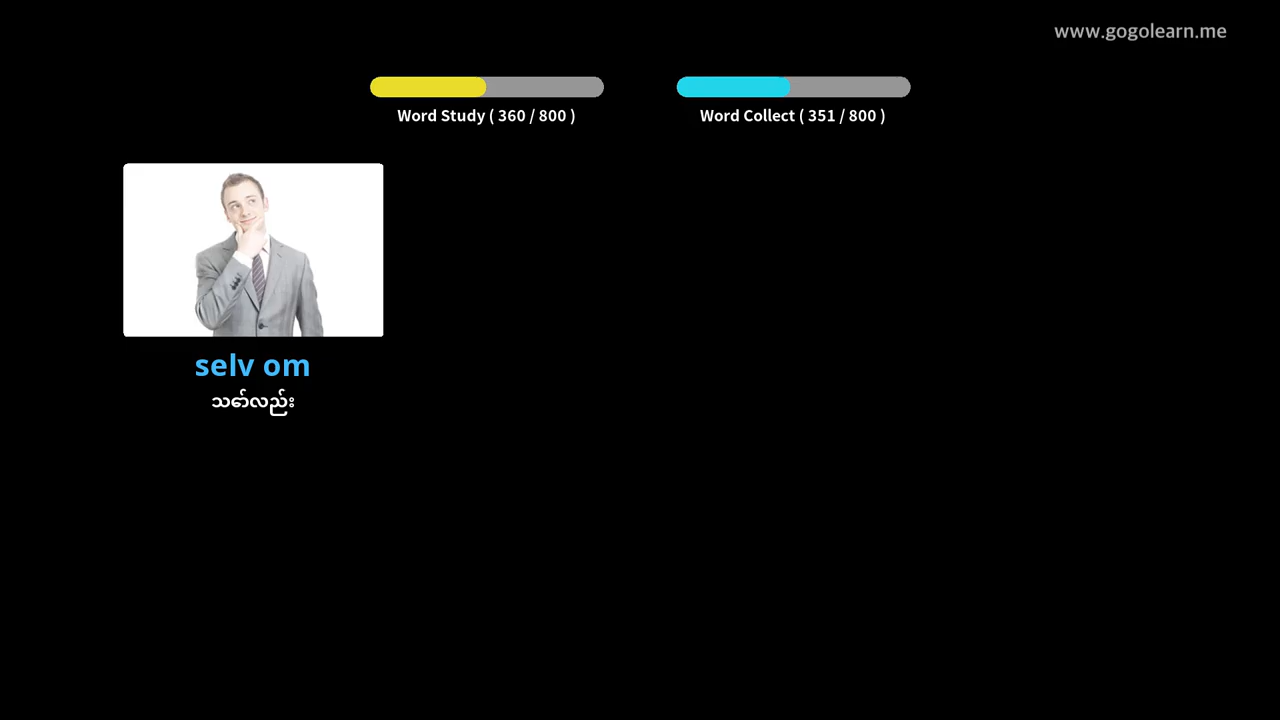 www.gogolearn.me
Word Study ( 360 / 800 )
Word Collect ( 351 / 800 )
selv om
သော်လည်း